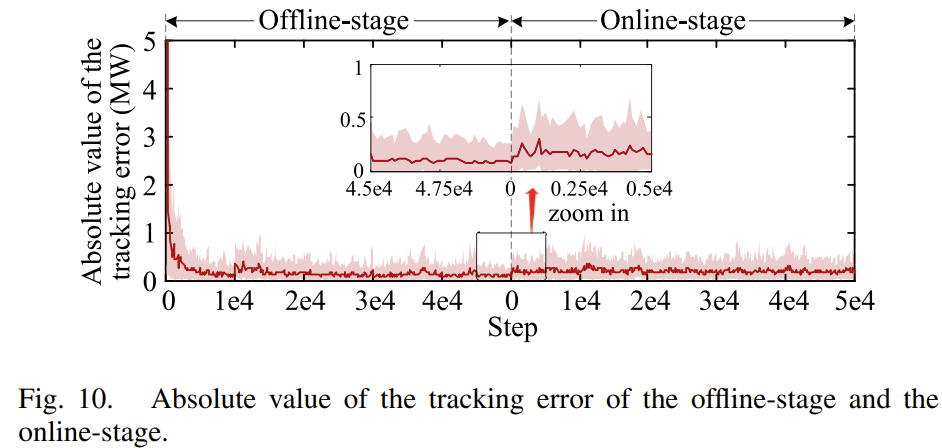 Offline-stage Online-stage
Absolute value of the
tracking error (MW)
5
4
3
2
1
0
1
0.5
0
4.5e4 4.75e4 0 0.25e4 0.5e4
zoom in
0 1e4 2e4 3e4 4e4 0 1e4 2e4 3e4 4e4 5e4
Step
Fig. 10. Absolute value of the tracking error of the offline-stage and the
online-stage.